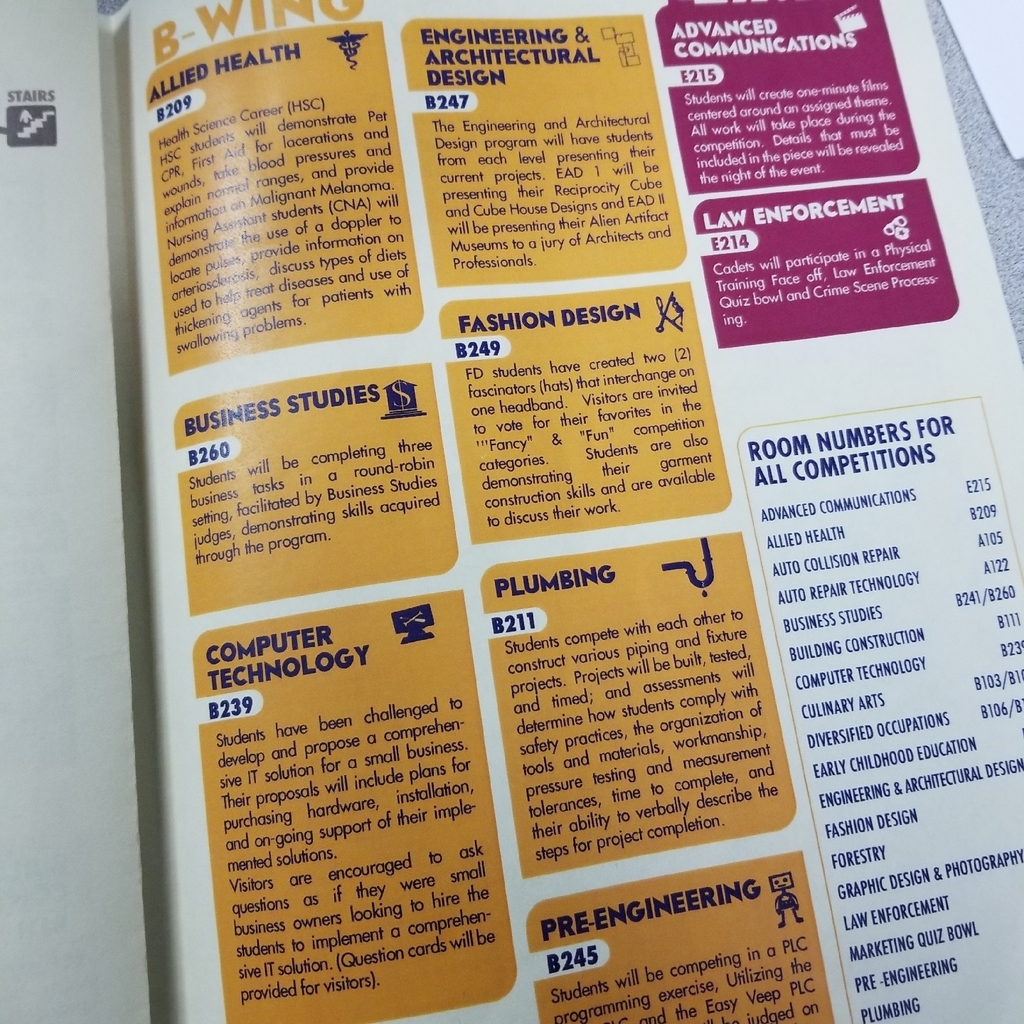 STAIRS
B-WING
ALLIED HEALTH
B209
Health Science Career (HSC)
HSC students will demonstrate Pet
CPR, First Aid for lacerations and
wounds, take blood pressures and
explain normal ranges, and provide
information on Malignant Melanoma.
Nursing Assistant students (CNA) will
demonstrate the use of a doppler to
locate pulses, provide information on
arteriosclerosis, discuss types of diets
used to help treat diseases and use of
thickening agents for patients with
swallowing problems.
BUSINESS STUDIES
B260
Students will be completing three
business tasks in a round-robin
setting, facilitated by Business Studies
judges, demonstrating skills acquired
through the program.
COMPUTER
TECHNOLOGY
B239
Students have been challenged to
develop and propose a comprehen-
sive IT solution for a small business.
Their proposals will include plans for
purchasing hardware, installation,
and on-going support of their imple-
mented solutions.
Visitors are encouraged to ask
questions as if they were small
business owners looking to hire the
students to implement a comprehen-
sive IT solution. (Question cards will be
provided for visitors).
ENGINEERING &
ARCHITECTURAL
DESIGN
B247
The Engineering and Architectural
Design program will have students
from each level presenting their
current projects. EAD 1 will be
presenting their Reciprocity Cube
and Cube House Designs and EAD II
will be presenting their Alien Artifact
Museums to a jury of Architects and
Professionals.
FASHION DESIGN
B249
FD students have created two (2)
fascinators (hats) that interchange on
one headband. Visitors are invited
to vote for their favorites in the
'"Fancy" & "Fun" competition
categories. Students are also
demonstrating their garment
construction skills and are available
to discuss their work.
PLUMBING
B211
Students compete with each other to
construct various piping and fixture
projects. Projects will be built, tested,
and timed; and assessments will
determine how students comply with
safety practices, the organization of
tools and materials, workmanship,
pressure testing and measurement
tolerances, time to complete, and
their ability to verbally describe the
steps for project completion.
PRE-ENGINEERING
B245
Students will be competing in a PLC
programming exercise, Utilizing the
PLC and the Easy Veep PLC
be judged on
ADVANCED
COMMUNICATIONS
E215
Students will create one-minute films
centered around an assigned theme.
All work will take place during the
competition. Details that must be
included in the piece will be revealed
the night of the event.
LAW ENFORCEMENT
E214
Cadets will participate in a Physical
Training Face off, Law Enforcement
Quiz bowl and Crime Scene Process-
ing.
ROOM NUMBERS FOR
ALL COMPETITIONS
ADVANCED COMMUNICATIONS E215
ALLIED HEALTH B209
AUTO COLLISION REPAIR A105
AUTO REPAIR TECHNOLOGY A122
BUSINESS STUDIES B241/B260
BUILDING CONSTRUCTION B111
COMPUTER TECHNOLOGY B239
CULINARY ARTS B103/B10
DIVERSIFIED OCCUPATIONS B106/B1
EARLY CHILDHOOD EDUCATION
ENGINEERING & ARCHITECTURAL DESIGN
FASHION DESIGN
FORESTRY
GRAPHIC DESIGN & PHOTOGRAPHY
LAW ENFORCEMENT
MARKETING QUIZ BOWL
PRE-ENGINEERING
PLUMBING